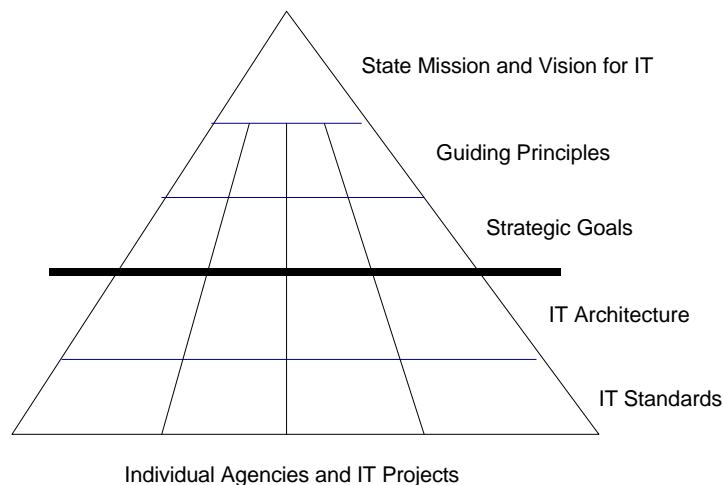 State Mission and Vision for IT
Guiding Principles
Strategic Goals
IT Architecture
IT Standards
Individual Agencies and IT Projects